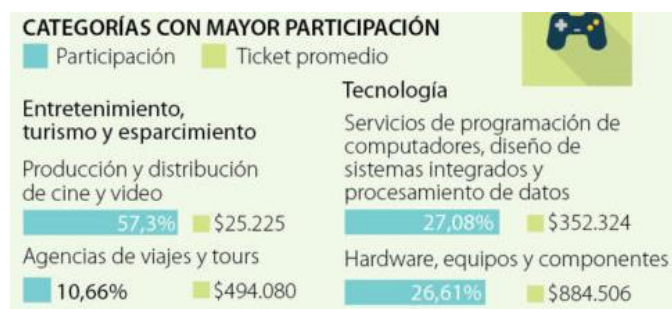 CATEGORÍAS CON MAYOR PARTICIPACIÓN
Participación
Ticket promedio
Entretenimiento,
turismo y esparcimiento
Producción y distribución
de cine y video
57,3%
$25.225
Agencias de viajes y tours
10,66%
$494.080
Tecnología
Servicios de programación de
computadores, diseño de
sistemas integrados y
procesamiento de datos
27,08%
$352.324
Hardware, equipos y componentes
26,61%
$884.506